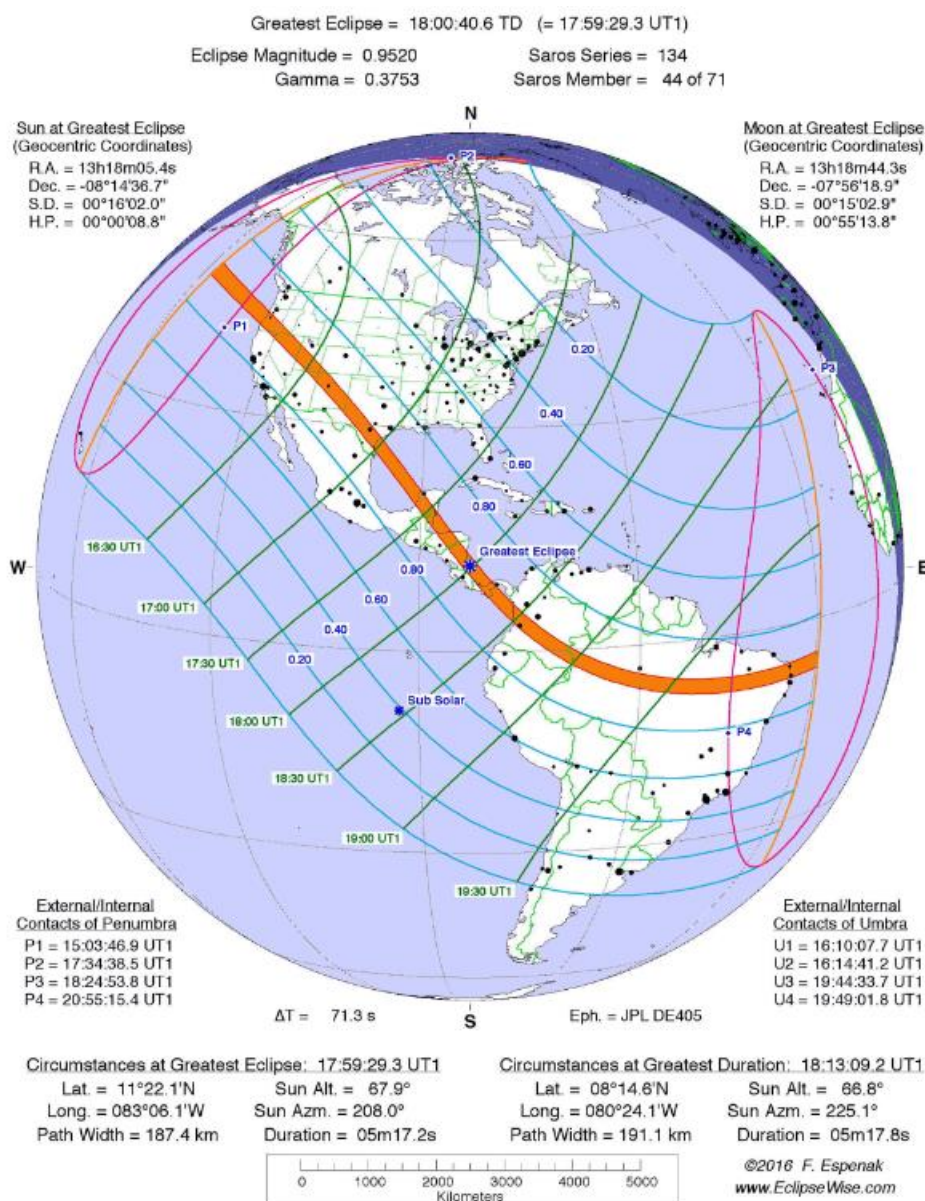 Greatest Eclipse = 18:00:40.6 TD (= 17:59:29.3 UT1)
Eclipse Magnitude = 0.9520 Saros Series = 134
Gamma = 0.3753 Saros Member = 44 of 71
Sun at Greatest Eclipse
(Geocentric Coordinates)
R.A. = 13h18m05.4s
Dec. = -08°14'36.7"
S.D. = 00°16'02.0"
H.P. = 00°00'08.8"
N
Moon at Greatest Eclipse
(Geocentric Coordinates)
R.A. = 13h18m44.3s
Dec. = -07°56'18.9"
S.D. = 00°15'02.9"
H.P. = 00°55'13.8"
P2
P1
P3
0.20
0.40
0.60
0.80
16:30 UT1
Greatest Eclipse
W
E
0.80
17:00 UT1
0.60
0.40
17:30 UT1
0.20
Sub Solar
18:00 UT1
P4
18:30 UT1
19:00 UT1
19:30 UT1
External/Internal
Contacts of Penumbra
P1 = 15:03:46.9 UT1
P2 = 17:34:38.5 UT1
P3 = 18:24:53.8 UT1
P4 = 20:55:15.4 UT1
External/Internal
Contacts of Umbra
U1 = 16:10:07.7 UT1
U2 = 16:14:41.2 UT1
U3 = 19:44:33.7 UT1
U4 = 19:49:01.8 UT1
ΔT = 71.3 s
S
Eph. = JPL DE405
Circumstances at Greatest Eclipse: 17:59:29.3 UT1
Lat. = 11°22.1'N Sun Alt. = 67.9°
Long. = 083°06.1'W Sun Azm. = 208.0°
Path Width = 187.4 km Duration = 05m17.2s
Circumstances at Greatest Duration: 18:13:09.2 UT1
Lat. = 08°14.6'N Sun Alt. = 66.8°
Long. = 080°24.1'W Sun Azm. = 225.1°
Path Width = 191.1 km Duration = 05m17.8s
0 1000 2000 3000 4000 5000
Kilometers
©2016 F. Espenak
www.EclipseWise.com